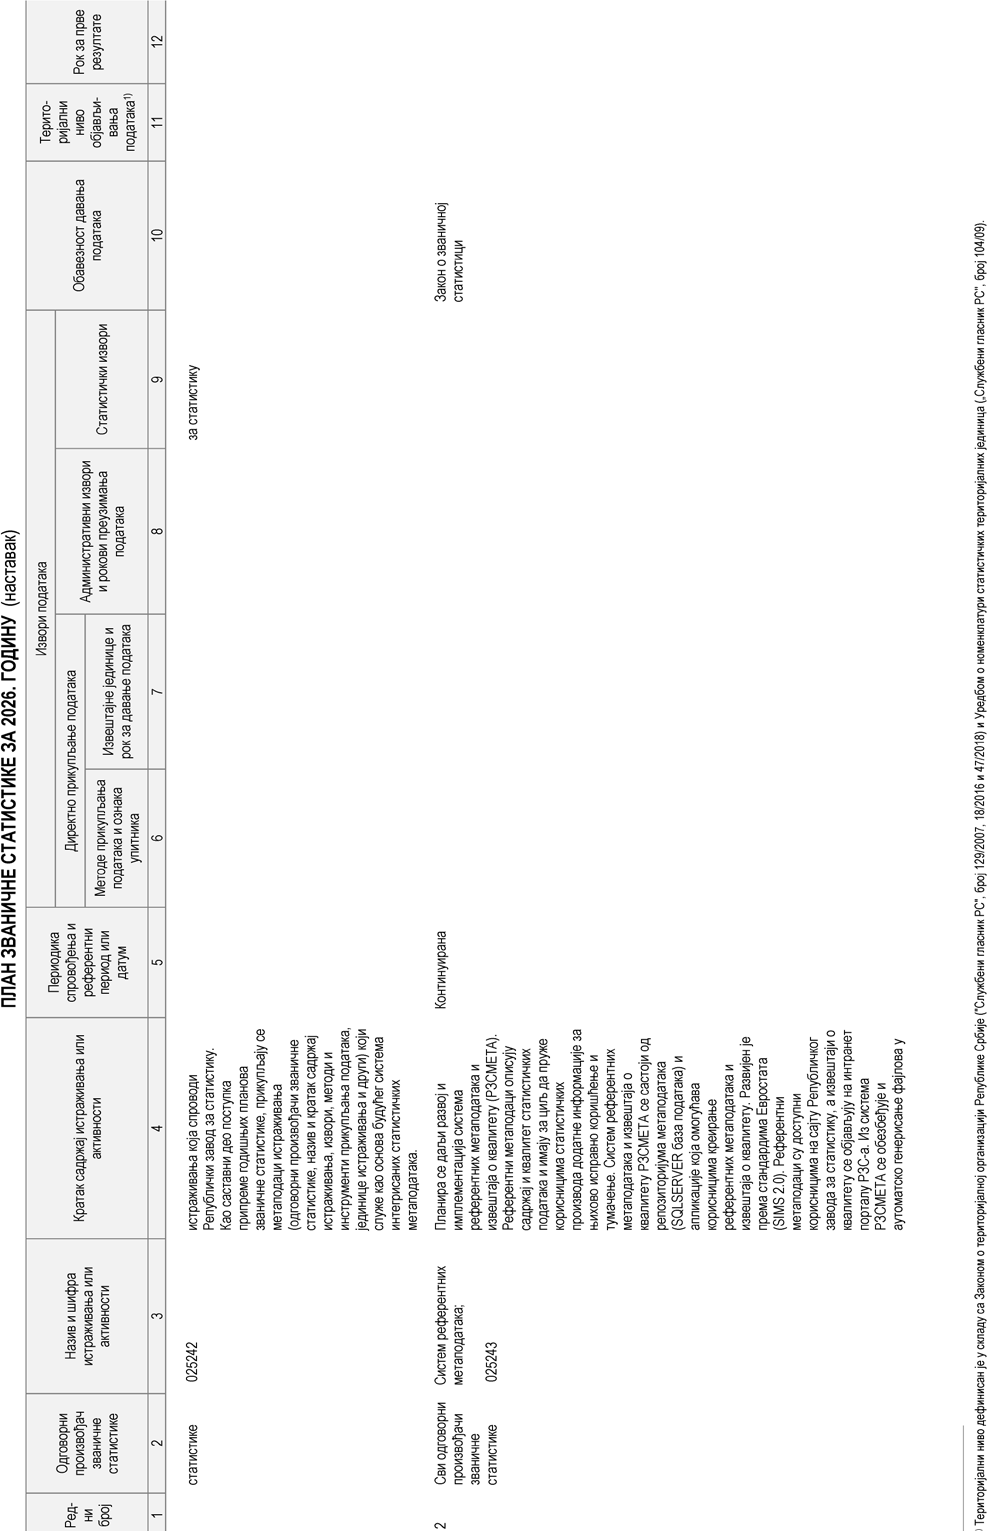 ПЛАН ЗВАНИЧНЕ СТАТИСТИКЕ ЗА 2026. ГОДИНУ (наставак)
Ред-
ни
број
Одговорни
произвођач
званичне
статистике
Назив и шифра
истраживања или
активности
Кратак садржај истраживања или
активности
Периодика
спровођења и
референтни
период или
датум
Извори података
Директно прикупљање података
Методе прикупљања
података и ознака
упитника
Извештајне јединице и
рок за давање података
Административни извори
и рокови преузимања
података
Статистички извори
Обавезност давања
података
Терито-
ријални
ниво
објављи-
вања
података1)
Рок за прве
резултате
1
2
3
4
5
6
7
8
9
10
11
12
статистике
025242
истраживања која спроводи
Републички завод за статистику.
Као саставни део поступка
припреме годишњих планова
званичне статистике, прикупљају се
метаподаци истраживања
(одговорни произвођачи званичне
статистике, назив и кратак садржај
истраживања, извори, методи и
инструменти прикупљања података,
јединице истраживања и други) који
служе као основа будућег система
интегрисаних статистичких
метаподатака.
за статистику
2
Сви одговорни
произвођачи
званичне
статистике
Систем референтних
метаподатака;
025243
Планира се даљи развој и
имплементација система
референтних метаподатака и
извештаја о квалитету (РЗСМЕТА).
Референтни метаподаци описују
садржај и квалитет статистичких
података и имају за циљ да пруже
корисницима статистичких
производа додатне информације за
њихово исправно коришћење и
тумачење. Систем референтних
метаподатака и извештаја о
квалитету РЗСМЕТА се састоји од
репозиторијума метаподатака
(SQLSERVER база података) и
апликације која омогућава
корисницима креирање
референтних метаподатака и
извештаја о квалитету. Развијен је
према стандардима Евростата
(SIMS 2.0). Референтни
метаподаци су доступни
корисницима на сајту Републичког
завода за статистику, а извештаји о
квалитету се објављују на интранет
порталу РЗС-а. Из система
РЗСМЕТА се обезбеђује и
аутоматско генерисање фајлова у
Континуирана
Закон о званичној
статистици
1) Територијални ниво дефинисан је у складу са Законом о територијалној организацији Републике Србије ("Службени гласник РС", број 129/2007, 18/2016 и 47/2018) и Уредбом о номенклатури статистичких територијалних јединица („Службени гласник РС", број 104/09).